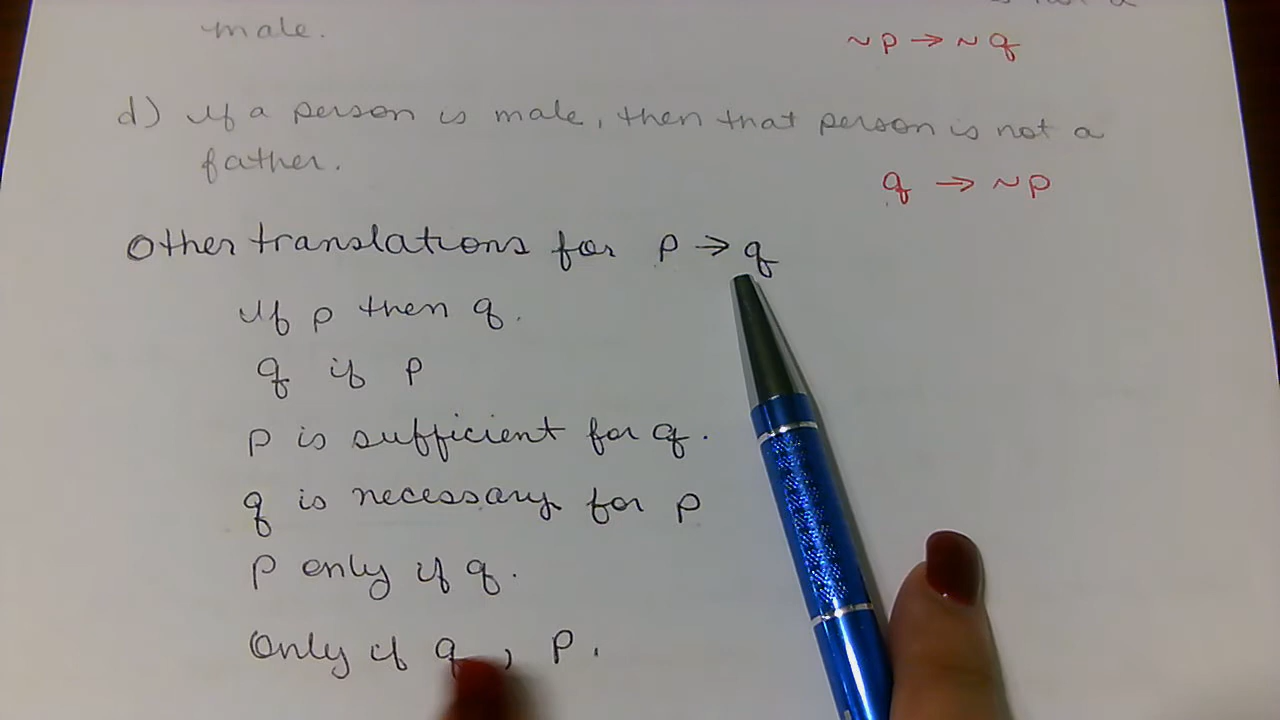 male.
~p → ~q
d) If a person is male, then that person is not a
father.
q → ~p
Other translations for p → q
If p then q.
q if p
p is sufficient for q.
q is necessary for p
p only if q.
Only if q, p.